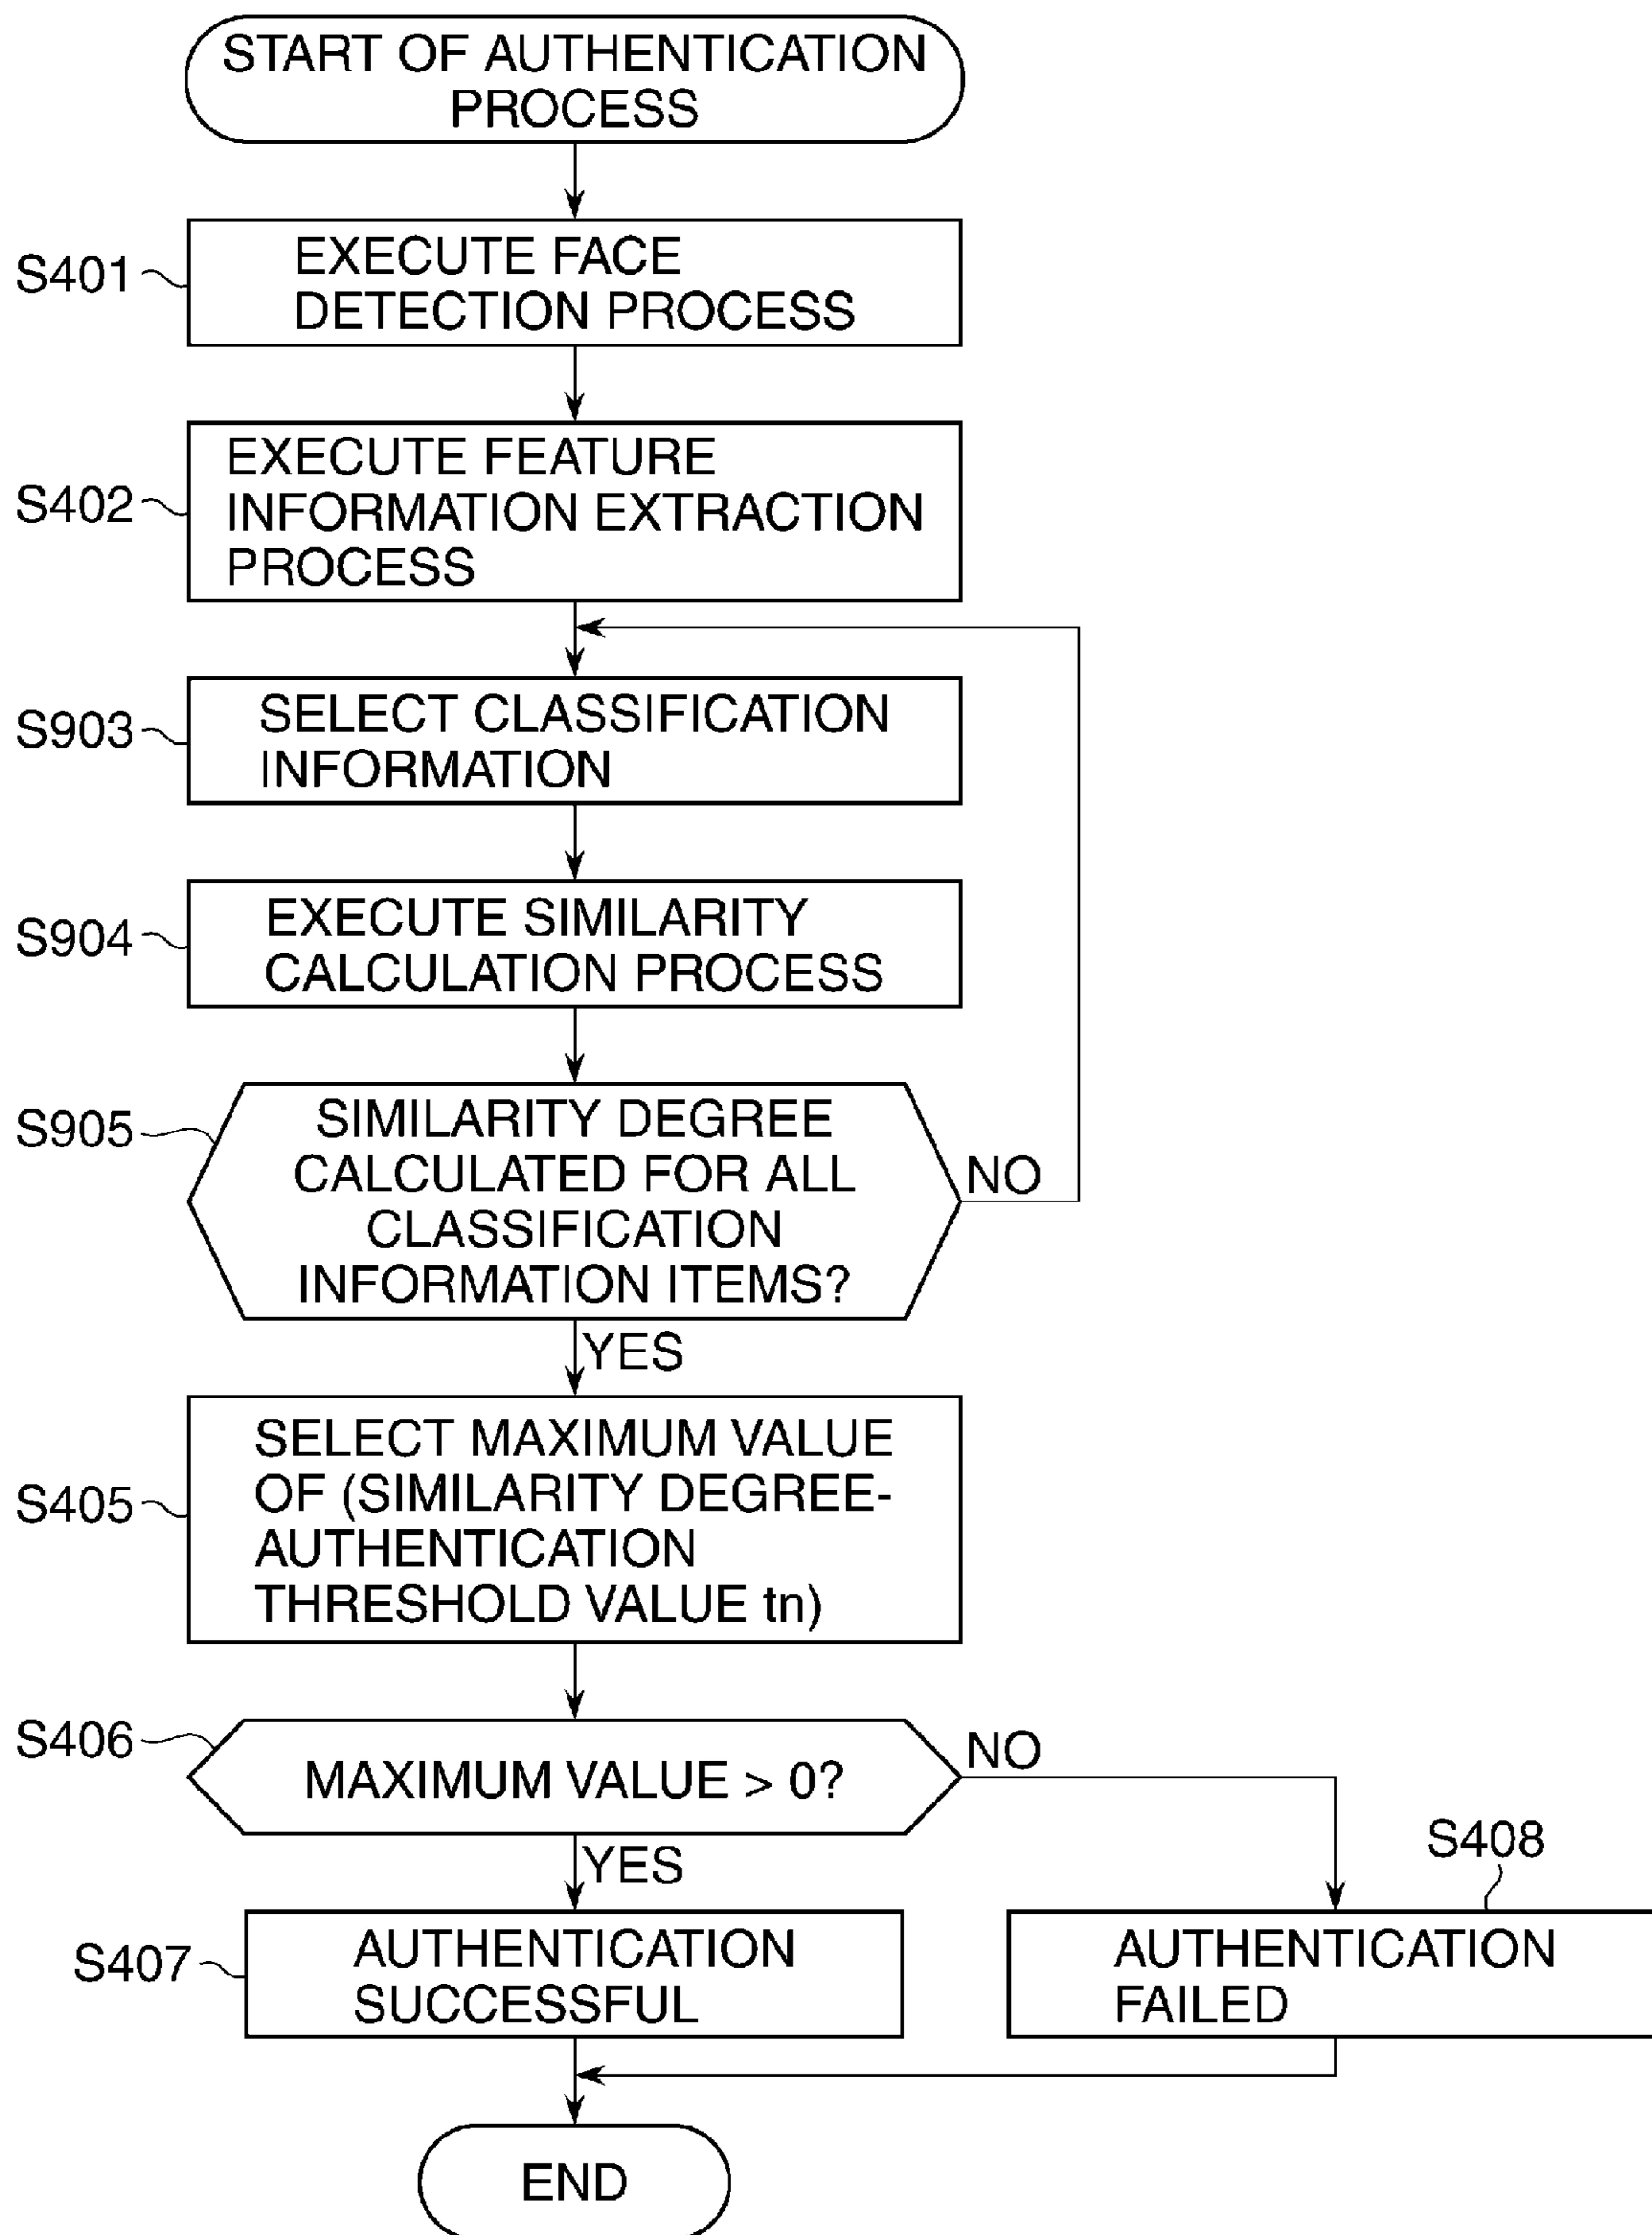 START OF AUTHENTICATION
PROCESS
S401
EXECUTE FACE
DETECTION PROCESS
S402
EXECUTE FEATURE
INFORMATION EXTRACTION
PROCESS
S903
SELECT CLASSIFICATION
INFORMATION
S904
EXECUTE SIMILARITY
CALCULATION PROCESS
S905
SIMILARITY DEGREE
CALCULATED FOR ALL
CLASSIFICATION
INFORMATION ITEMS?
NO
YES
S405
SELECT MAXIMUM VALUE
OF (SIMILARITY DEGREE-
AUTHENTICATION
THRESHOLD VALUE tn)
S406
MAXIMUM VALUE > 0?
NO
YES
S407
AUTHENTICATION
SUCCESSFUL
S408
AUTHENTICATION
FAILED
END